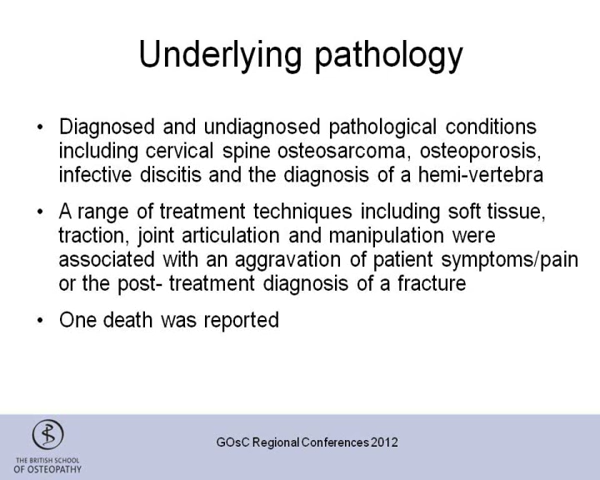 Underlying pathology
• Diagnosed and undiagnosed pathological conditions
including cervical spine osteosarcoma, osteoporosis,
infective discitis and the diagnosis of a hemi-vertebra
• A range of treatment techniques including soft tissue,
traction, joint articulation and manipulation were
associated with an aggravation of patient symptoms/pain
or the post- treatment diagnosis of a fracture
• One death was reported
GOsC Regional Conferences 2012
THE BRITISH SCHOOL
OF OSTEOPATHY